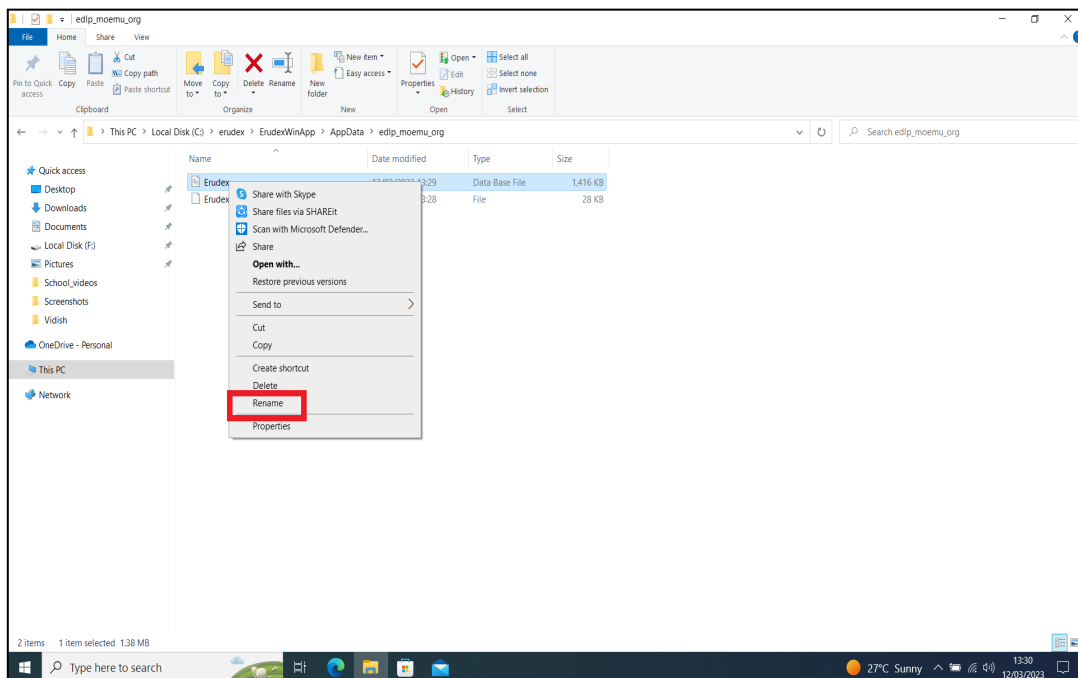 edlp_moemu_org
File Home Share View
Pin to Quick access
Copy
Paste
Cut
Copy path
Paste shortcut
Clipboard
Move to
Copy to
Delete
Rename
Organize
New folder
New item
Easy access
New
Properties
Open
Edit
History
Open
Select all
Select none
Invert selection
Select
This PC > Local Disk (C:) > erudex > ErudexWinApp > AppData > edlp_moemu_org
Search edlp_moemu_org
Name Date modified Type Size
Quick access
Desktop
Downloads
Documents
Local Disk (F:)
Pictures
School_videos
Screenshots
Vidish
OneDrive - Personal
This PC
Network
Erudex 13:29 Data Base File 1,416 KB
Erudex 3:28 File 28 KB
Share with Skype
Share files via SHAREit
Scan with Microsoft Defender...
Share
Open with...
Restore previous versions
Send to
Cut
Copy
Create shortcut
Delete
Rename
Properties
2 items 1 item selected 1.38 MB
Type here to search
27°C Sunny
13:30
12/03/2023